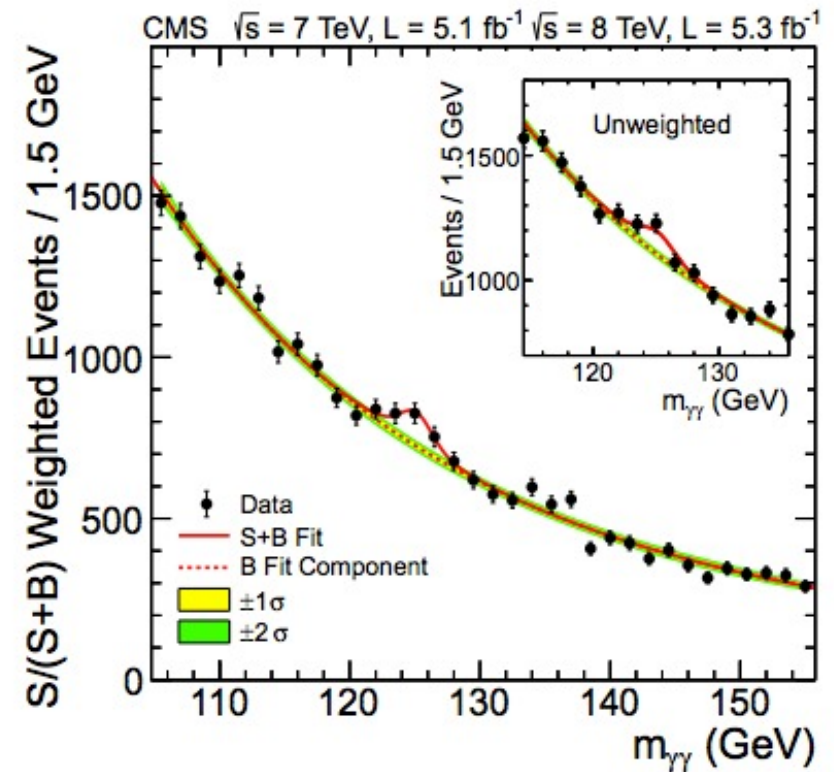 CMS √s = 7 TeV, L = 5.1 fb⁻¹ √s = 8 TeV, L = 5.3 fb⁻¹
S/(S+B) Weighted Events / 1.5 GeV
1500
1000
500
0
Events / 1.5 GeV
Unweighted
1500
1000
120 130
mγγ (GeV)
Data
S+B Fit
B Fit Component
±1 σ
±2 σ
110 120 130 140 150
mγγ (GeV)